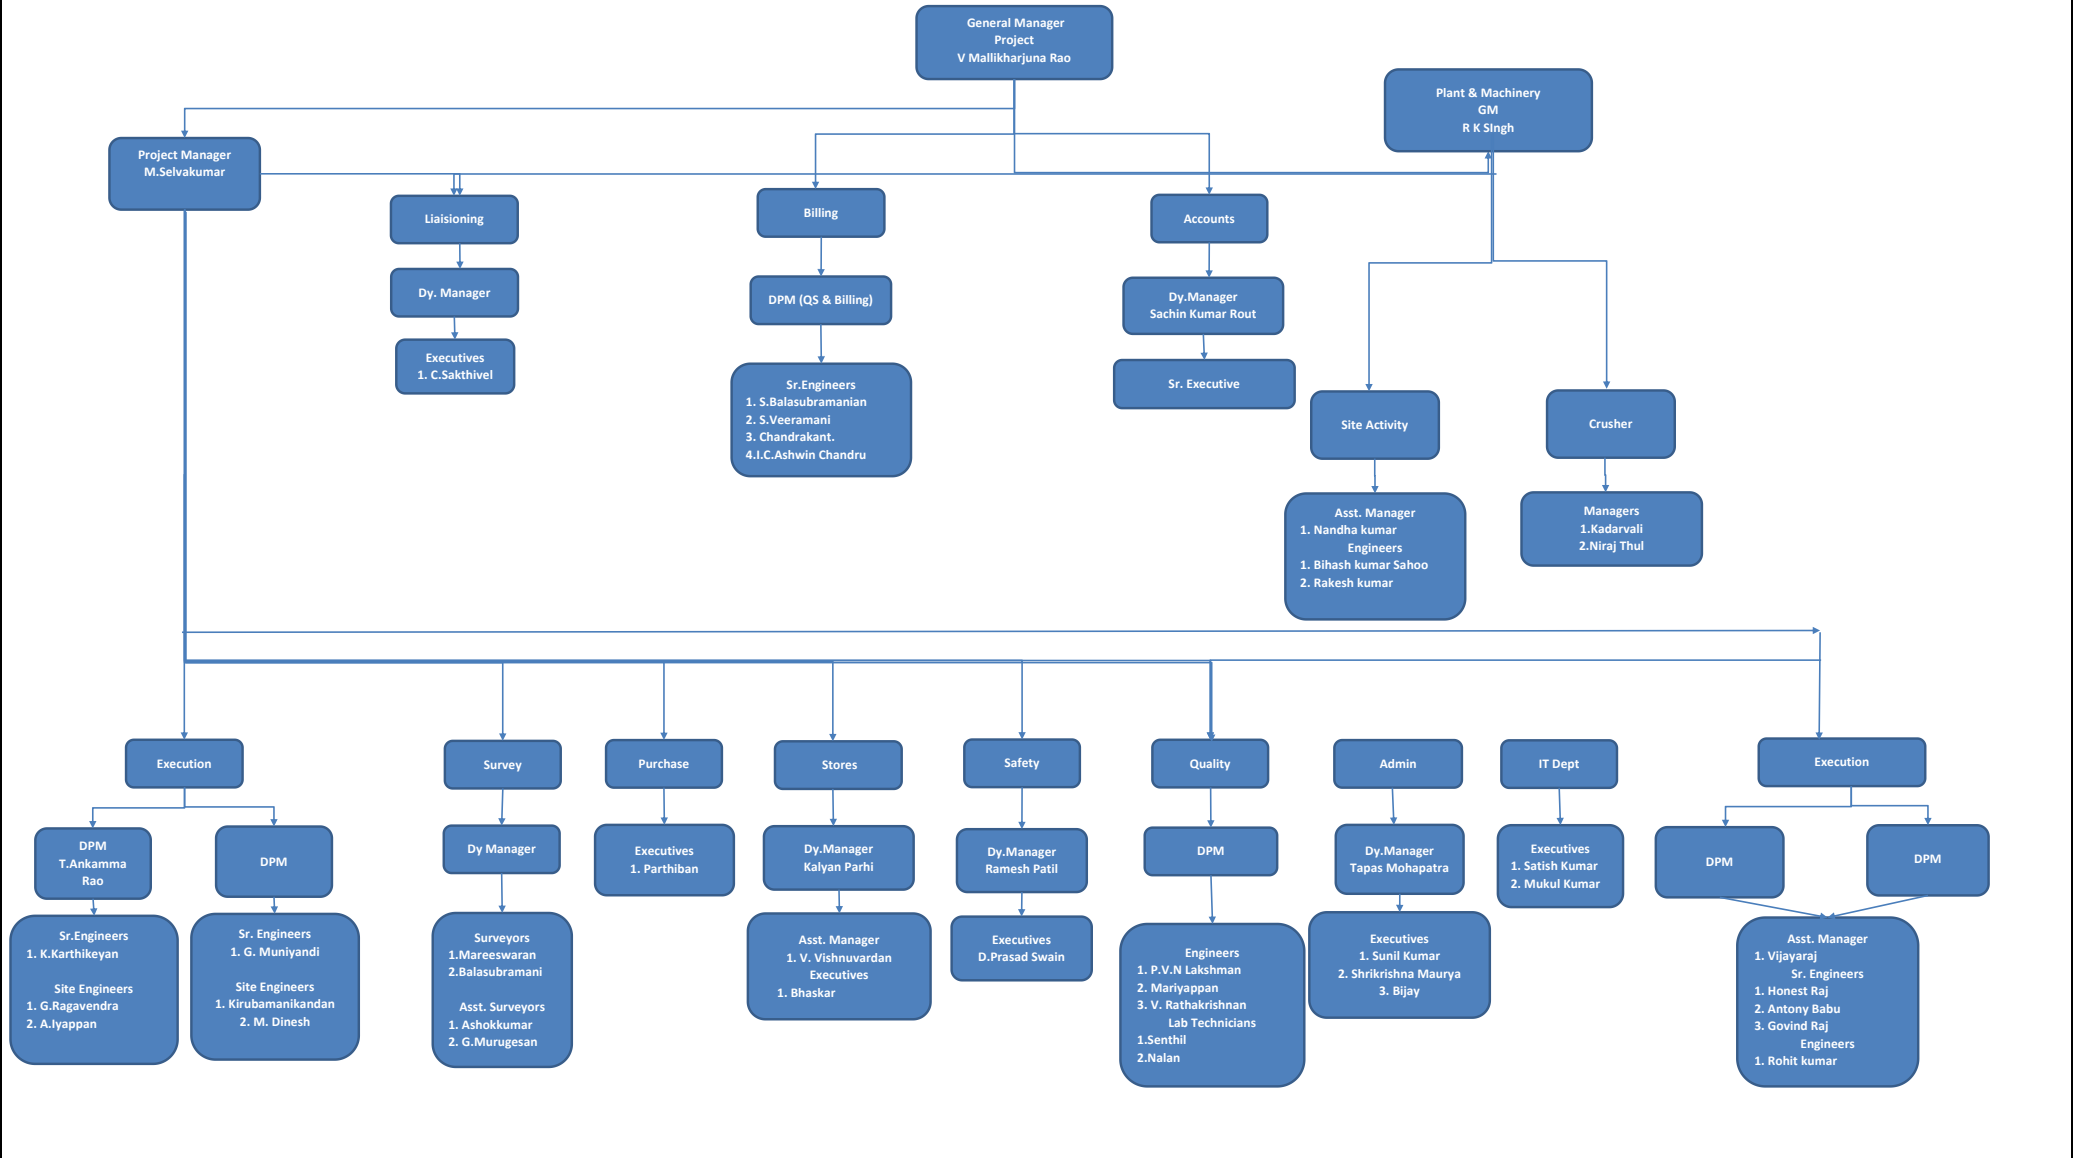 General Manager
Project
V Mallikharjuna Rao
Plant & Machinery
GM
R K SIngh
Project Manager
M.Selvakumar
Liaisioning
Billing
Accounts
Dy. Manager
DPM (QS & Billing)
Dy.Manager
Sachin Kumar Rout
Executives
1. C.Sakthivel
Sr.Engineers
1. S.Balasubramanian
2. S.Veeramani
3. Chandrakant.
4.I.C.Ashwin Chandru
Sr. Executive
Site Activity
Crusher
Asst. Manager
1. Nandha kumar
Engineers
1. Bihash kumar Sahoo
2. Rakesh kumar
Managers
1.Kadarvali
2.Niraj Thul
Execution
Survey
Purchase
Stores
Safety
Quality
Admin
IT Dept
Execution
DPM
T.Ankamma
Rao
DPM
Dy Manager
Executives
1. Parthiban
Dy.Manager
Kalyan Parhi
Dy.Manager
Ramesh Patil
DPM
Dy.Manager
Tapas Mohapatra
Executives
1. Satish Kumar
2. Mukul Kumar
DPM
DPM
Sr.Engineers
1. K.Karthikeyan
Site Engineers
1. G.Ragavendra
2. A.Iyappan
Sr. Engineers
1. G. Muniyandi
Site Engineers
1. Kirubamanikandan
2. M. Dinesh
Surveyors
1.Mareeswaran
2.Balasubramani
Asst. Surveyors
1. Ashokkumar
2. G.Murugesan
Asst. Manager
1. V. Vishnuvardan
Executives
1. Bhaskar
Executives
D.Prasad Swain
Engineers
1. P.V.N Lakshman
2. Mariyappan
3. V. Rathakrishnan
Lab Technicians
1.Senthil
2.Nalan
Executives
1. Sunil Kumar
2. Shrikrishna Maurya
3. Bijay
Asst. Manager
1. Vijayaraj
Sr. Engineers
1. Honest Raj
2. Antony Babu
3. Govind Raj
Engineers
1. Rohit kumar